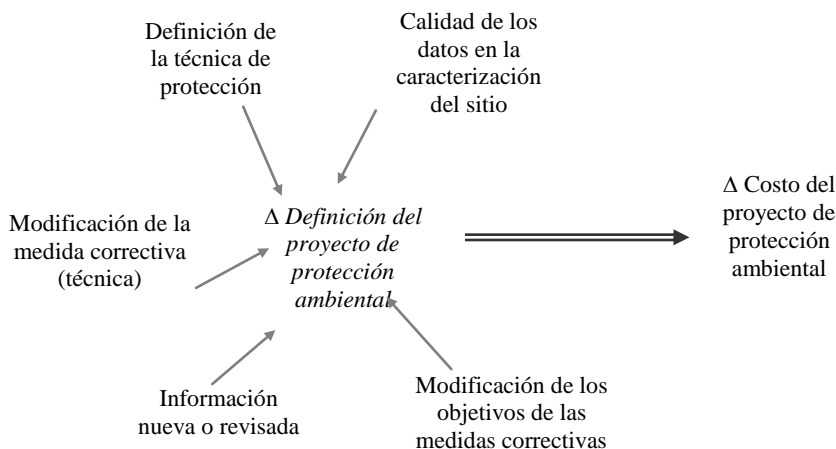 Definición de
la técnica de
protección
Calidad de los
datos en la
caracterización
del sitio
Modificación de la
medida correctiva
(técnica)
Δ Definición del
proyecto de
protección
ambiental
Δ Costo del
proyecto de
protección
ambiental
Información
nueva o revisada
Modificación de los
objetivos de las
medidas correctivas